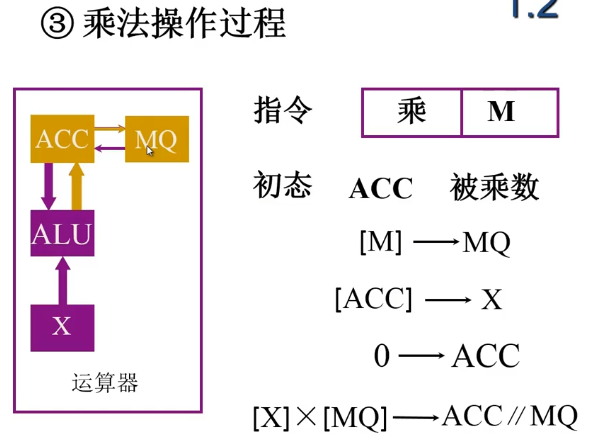 ③ 乘法操作过程
1.2
ACC
MQ
ALU
X
运算器
指令 乘 M
初态 ACC 被乘数
[M] → MQ
[ACC] → X
0 → ACC
[X]×[MQ] → ACC∥MQ